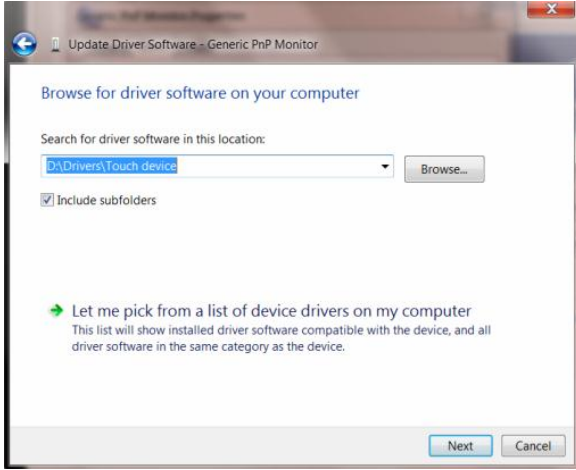 Update Driver Software - Generic PnP Monitor
Browse for driver software on your computer
Search for driver software in this location:
D:\Drivers\Touch device
Browse...
Include subfolders
Let me pick from a list of device drivers on my computer
This list will show installed driver software compatible with the device, and all
driver software in the same category as the device.
Next
Cancel